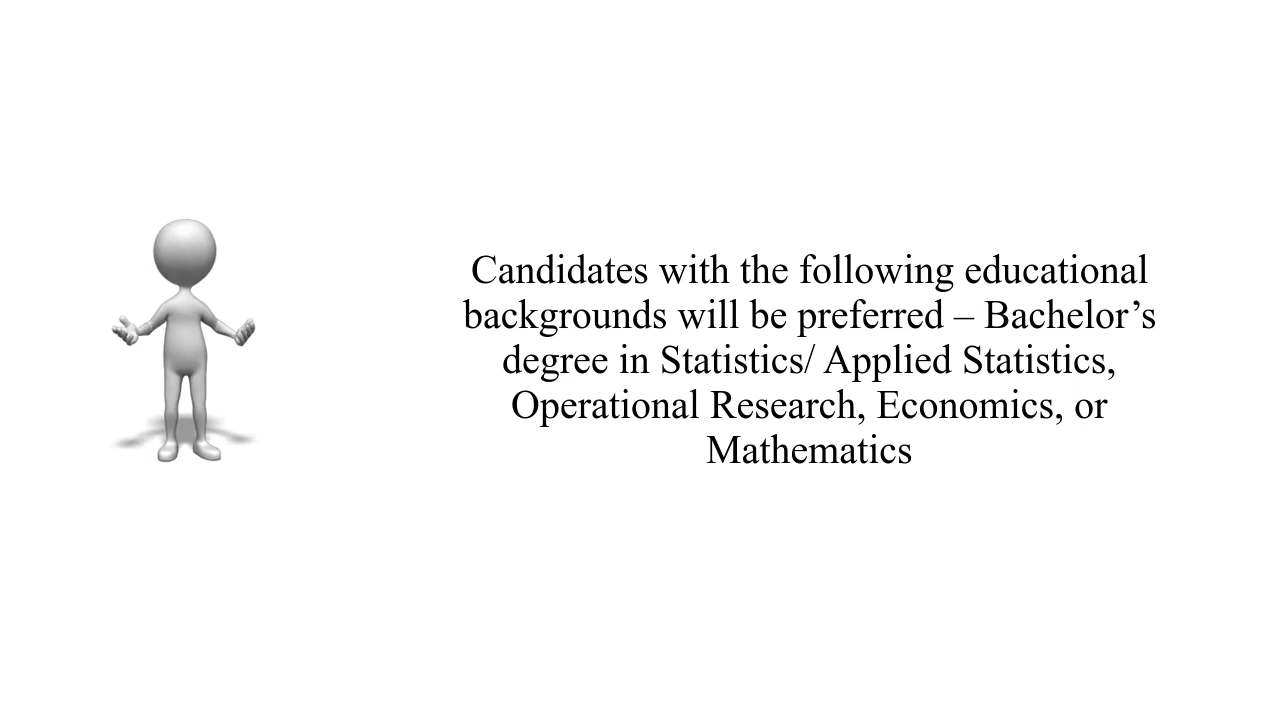 Candidates with the following educational
backgrounds will be preferred – Bachelor’s
degree in Statistics/ Applied Statistics,
Operational Research, Economics, or
Mathematics